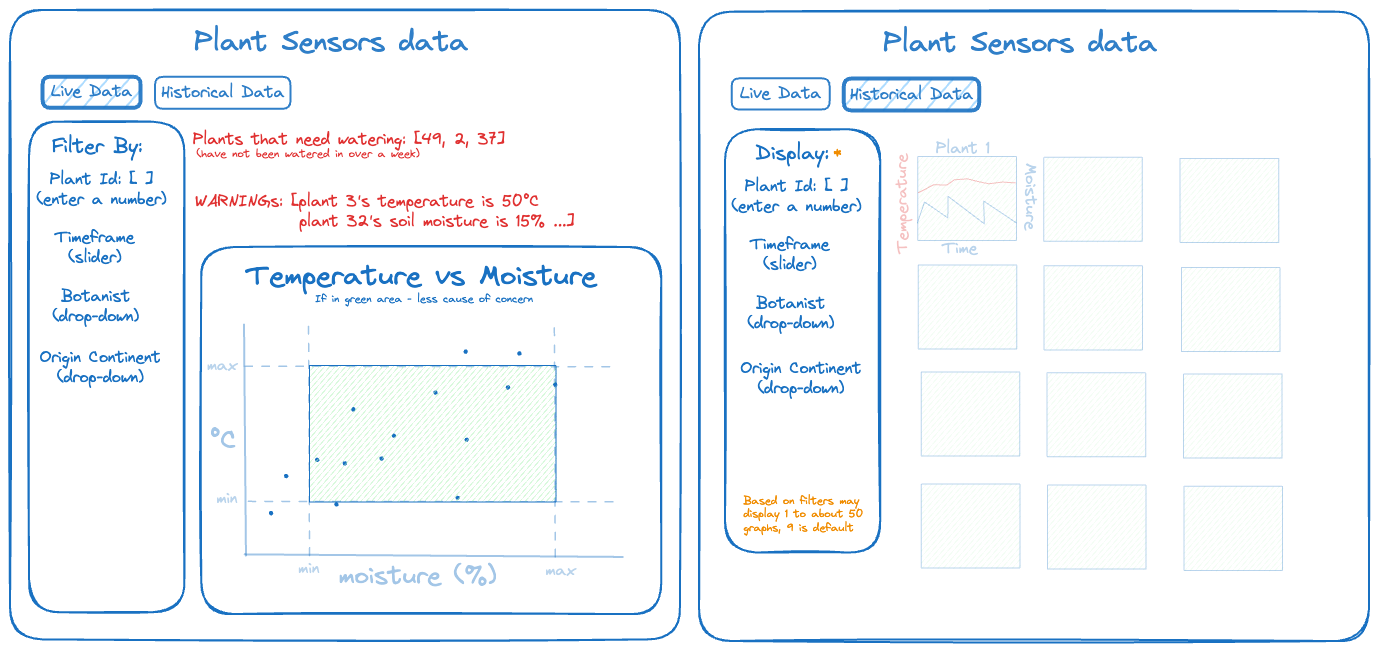 Plant Sensors data
Live Data
Historical Data
Filter By:
Plant Id: [ ]
(enter a number)
Timeframe
(slider)
Botanist
(drop-down)
Origin Continent
(drop-down)
Plants that need watering: [49, 2, 37]
(have not been watered in over a week)
WARNINGs: [plant 3's temperature is 50°C
plant 32's soil moisture is 15% ...]
Temperature vs Moisture
If in green area - less cause of concern
max
°C
min
min
moisture (%)
max
Plant Sensors data
Live Data
Historical Data
Display: *
Plant Id: [ ]
(enter a number)
Timeframe
(slider)
Botanist
(drop-down)
Origin Continent
(drop-down)
Based on filters may
display 1 to about 50
graphs, 9 is default
Plant 1
Temperature
Moisture
Time